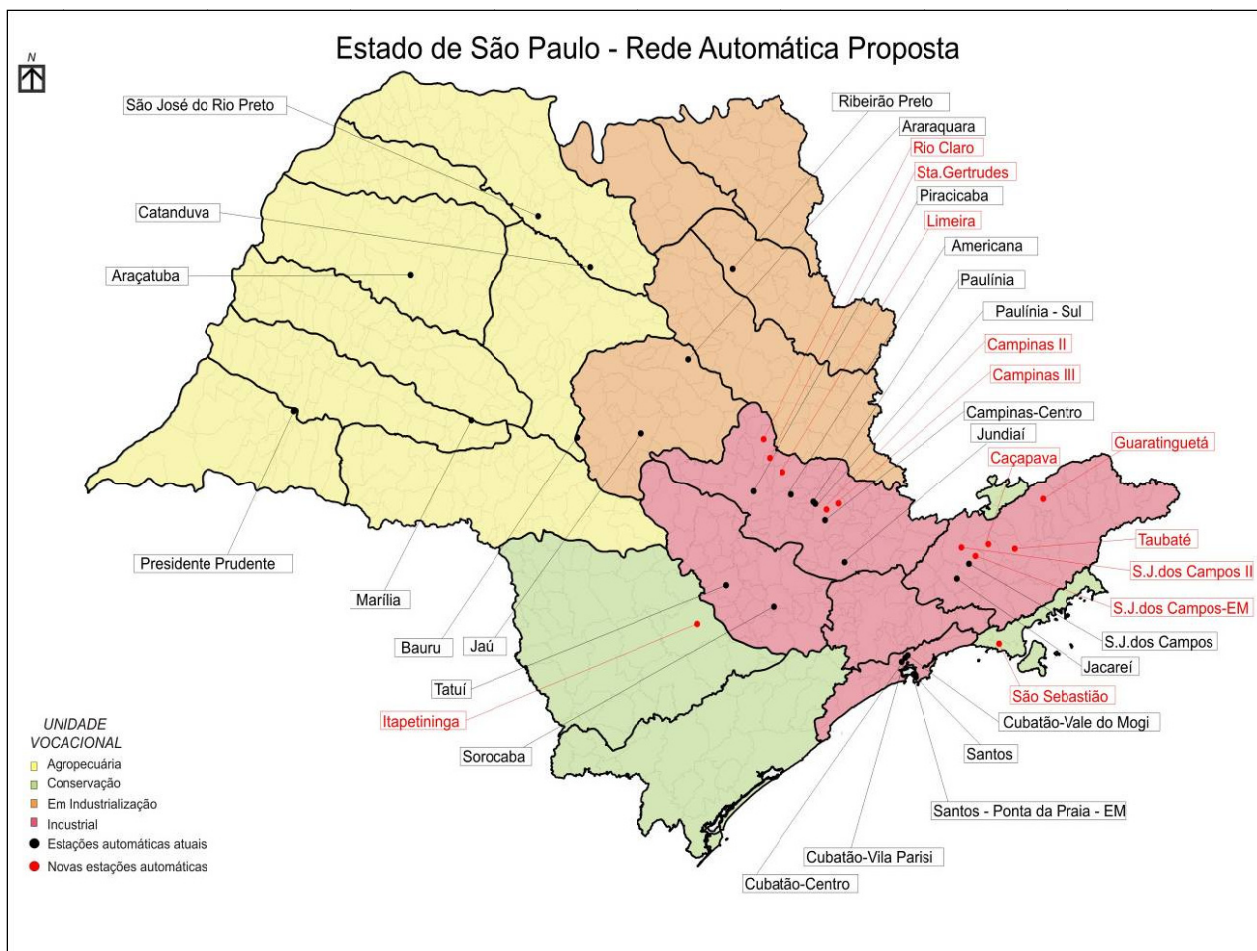 Estado de São Paulo - Rede Automática Proposta
N
São José do Rio Preto
Catanduva
Araçatuba
Ribeirão Preto
Araraquara
Rio Claro
Sta.Gertrudes
Piracicaba
Limeira
Americana
Paulínia
Paulínia - Sul
Campinas II
Campinas III
Campinas-Centro
Jundiaí
Caçapava
Guaratinguetá
Taubaté
S.J.dos Campos II
S.J.dos Campos-EM
S.J.dos Campos
Jacareí
São Sebastião
Cubatão-Vale do Mogi
Santos
Santos - Ponta da Praia - EM
Cubatão-Vila Parisi
Cubatão-Centro
Presidente Prudente
Marília
Bauru
Jaú
Tatuí
Itapetininga
Sorocaba
UNIDADE
VOCACIONAL
Agropecuária
Conservação
Em Industrialização
Incustrial
Estações automáticas atuais
Novas estações automáticas